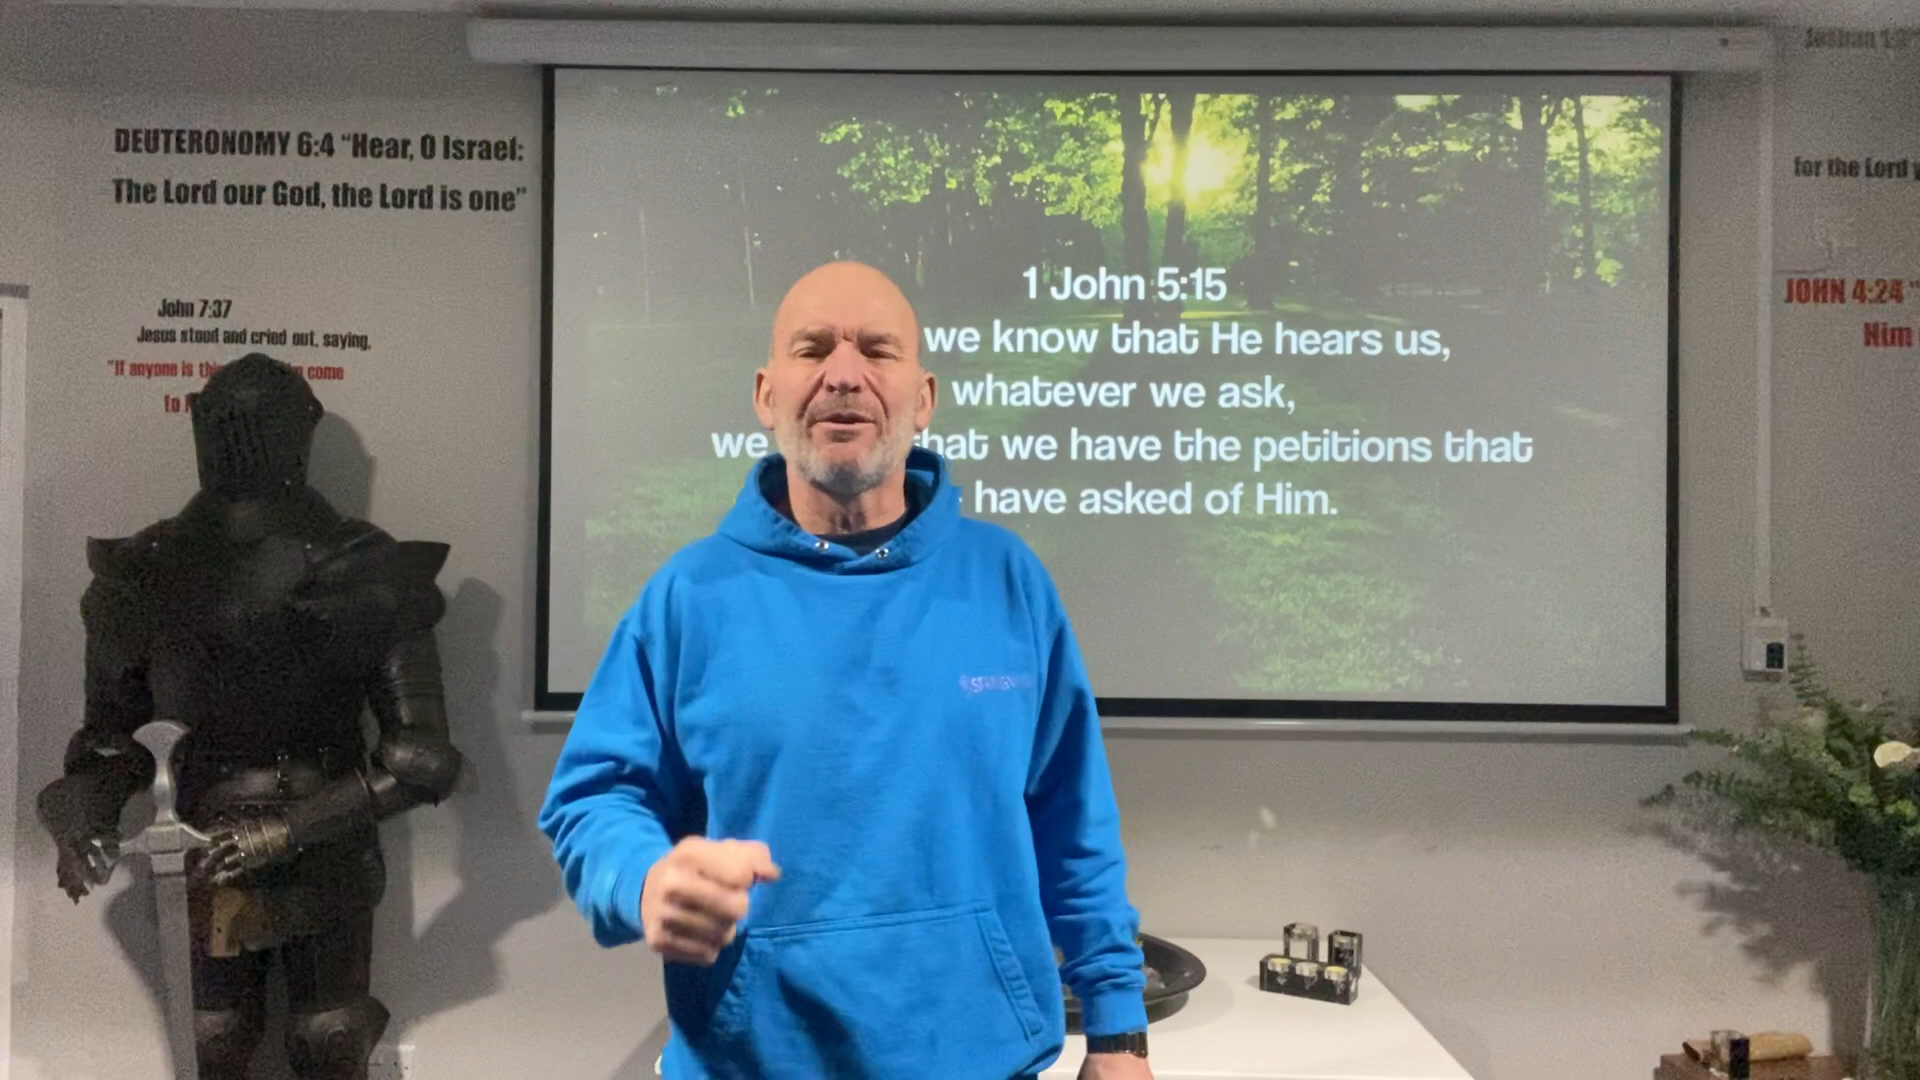 DEUTERONOMY 6:4 “Hear, O Israel:
The Lord our God, the Lord is one”
John 7:37
Jesus stood and cried out, saying,
“If anyone is come
to
1 John 5:15
we know that He hears us,
whatever we ask,
we that we have the petitions that
have asked of Him.
for the Lord
JOHN 4:24 “
Him